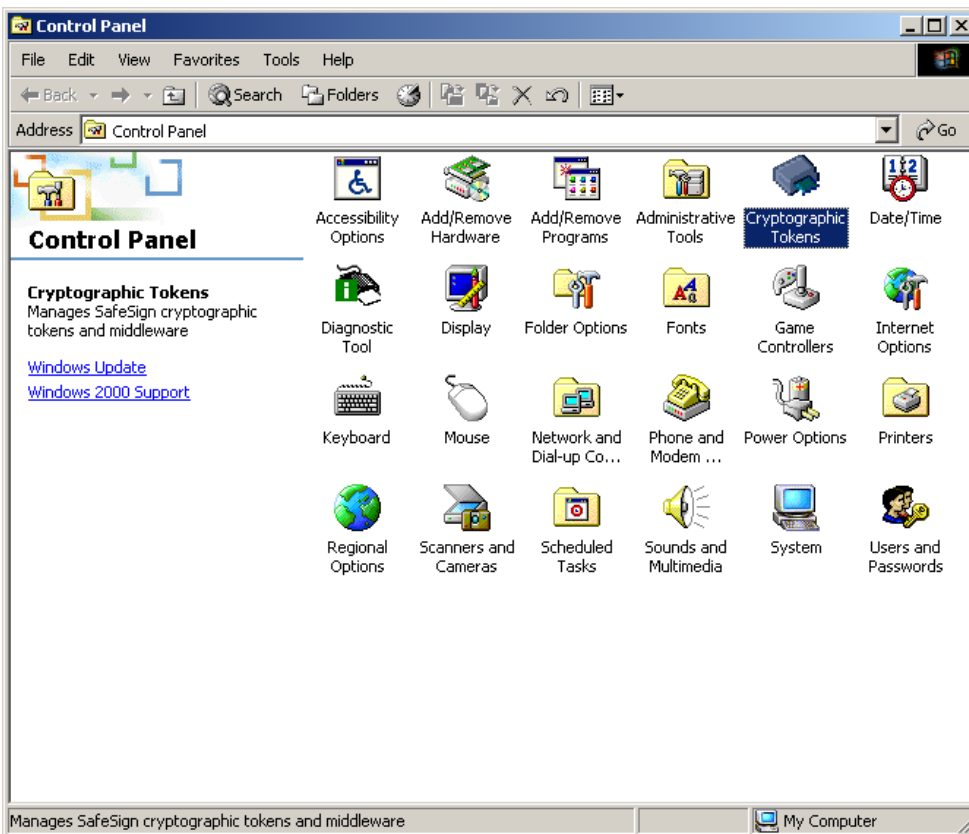 Control Panel
File Edit View Favorites Tools Help
Back Search Folders
Address Control Panel Go
Control Panel
Cryptographic Tokens
Manages SafeSign cryptographic
tokens and middleware
Windows Update
Windows 2000 Support
Accessibility
Options
Add/Remove
Hardware
Add/Remove
Programs
Administrative
Tools
Cryptographic
Tokens
Date/Time
Diagnostic
Tool
Display
Folder Options
Fonts
Game
Controllers
Internet
Options
Keyboard
Mouse
Network and
Dial-up Co...
Phone and
Modem ...
Power Options
Printers
Regional
Options
Scanners and
Cameras
Scheduled
Tasks
Sounds and
Multimedia
System
Users and
Passwords
Manages SafeSign cryptographic tokens and middleware
My Computer